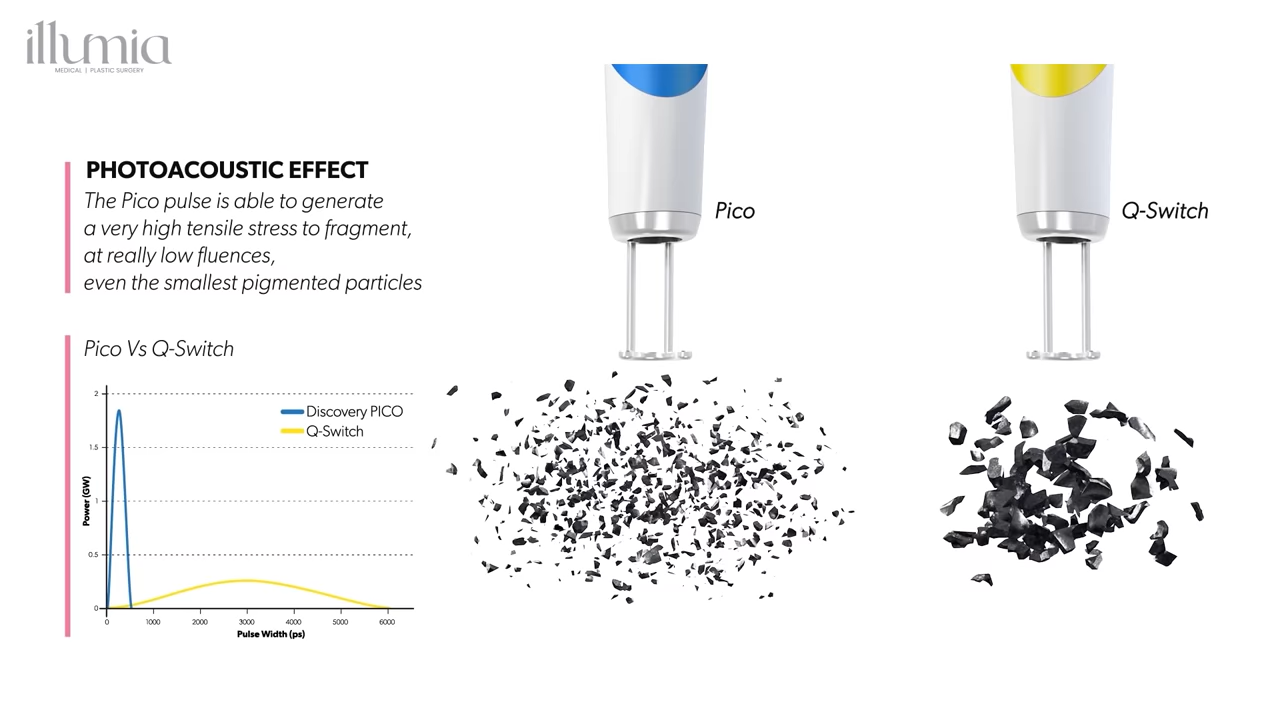 illumia
MEDICAL | PLASTIC SURGERY
PHOTOACOUSTIC EFFECT
The Pico pulse is able to generate
a very high tensile stress to fragment,
at really low fluences,
even the smallest pigmented particles
Pico
Q-Switch
Pico Vs Q-Switch
Discovery PICO
Q-Switch
Power (GW)
2
1.5
1
0.5
0
0 1000 2000 3000 4000 5000 6000
Pulse Width (ps)